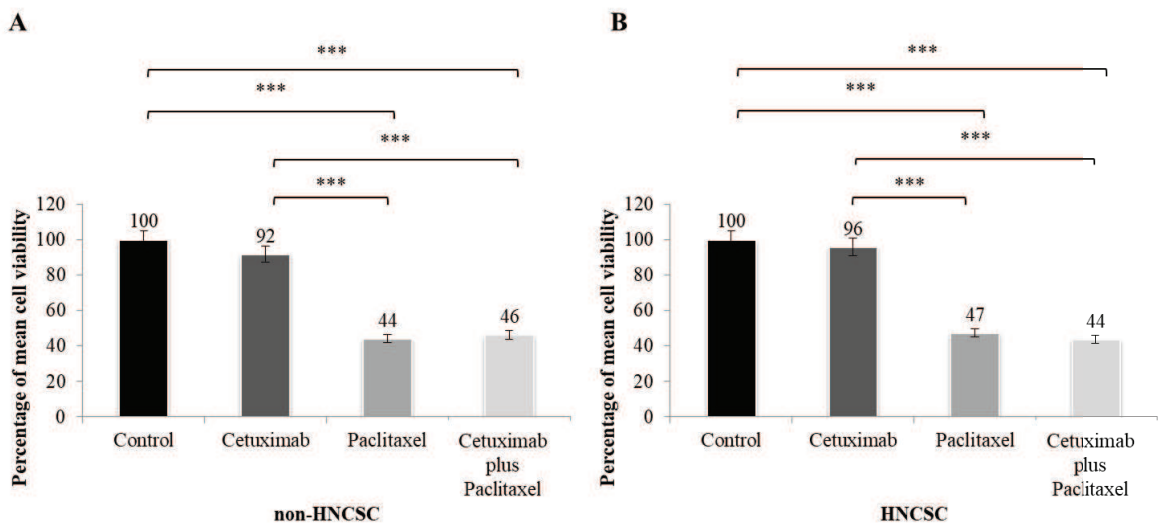 A
***
***
***
***
Percentage of mean cell viability
120
100
80
60
40
20
0
100
92
44
46
Control
Cetuximab
Paclitaxel
Cetuximab
plus
Paclitaxel
non-HNCSC
B
***
***
***
***
Percentage of mean cell viability
120
100
80
60
40
20
0
100
96
47
44
Control
Cetuximab
Paclitaxel
Cetuximab
plus
Paclitaxel
HNCSC